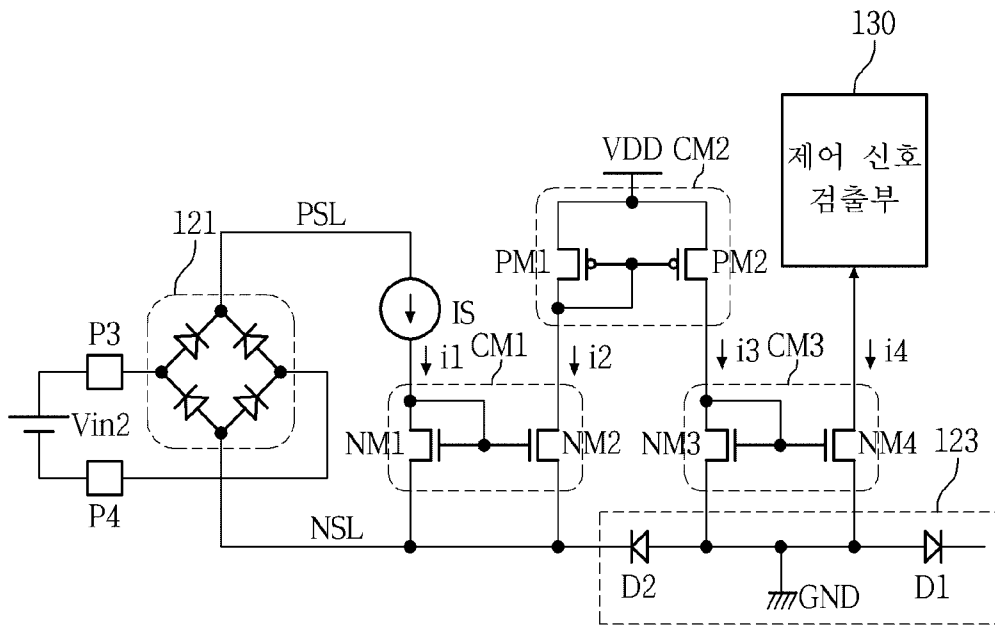 130
제어 신호
검출부
VDD
CM2
121
PSL
PM1
PM2
P3
IS
Vin2
i1
CM1
i2
i3
CM3
i4
NM1
NM2
NM3
NM4
123
P4
NSL
D2
GND
D1